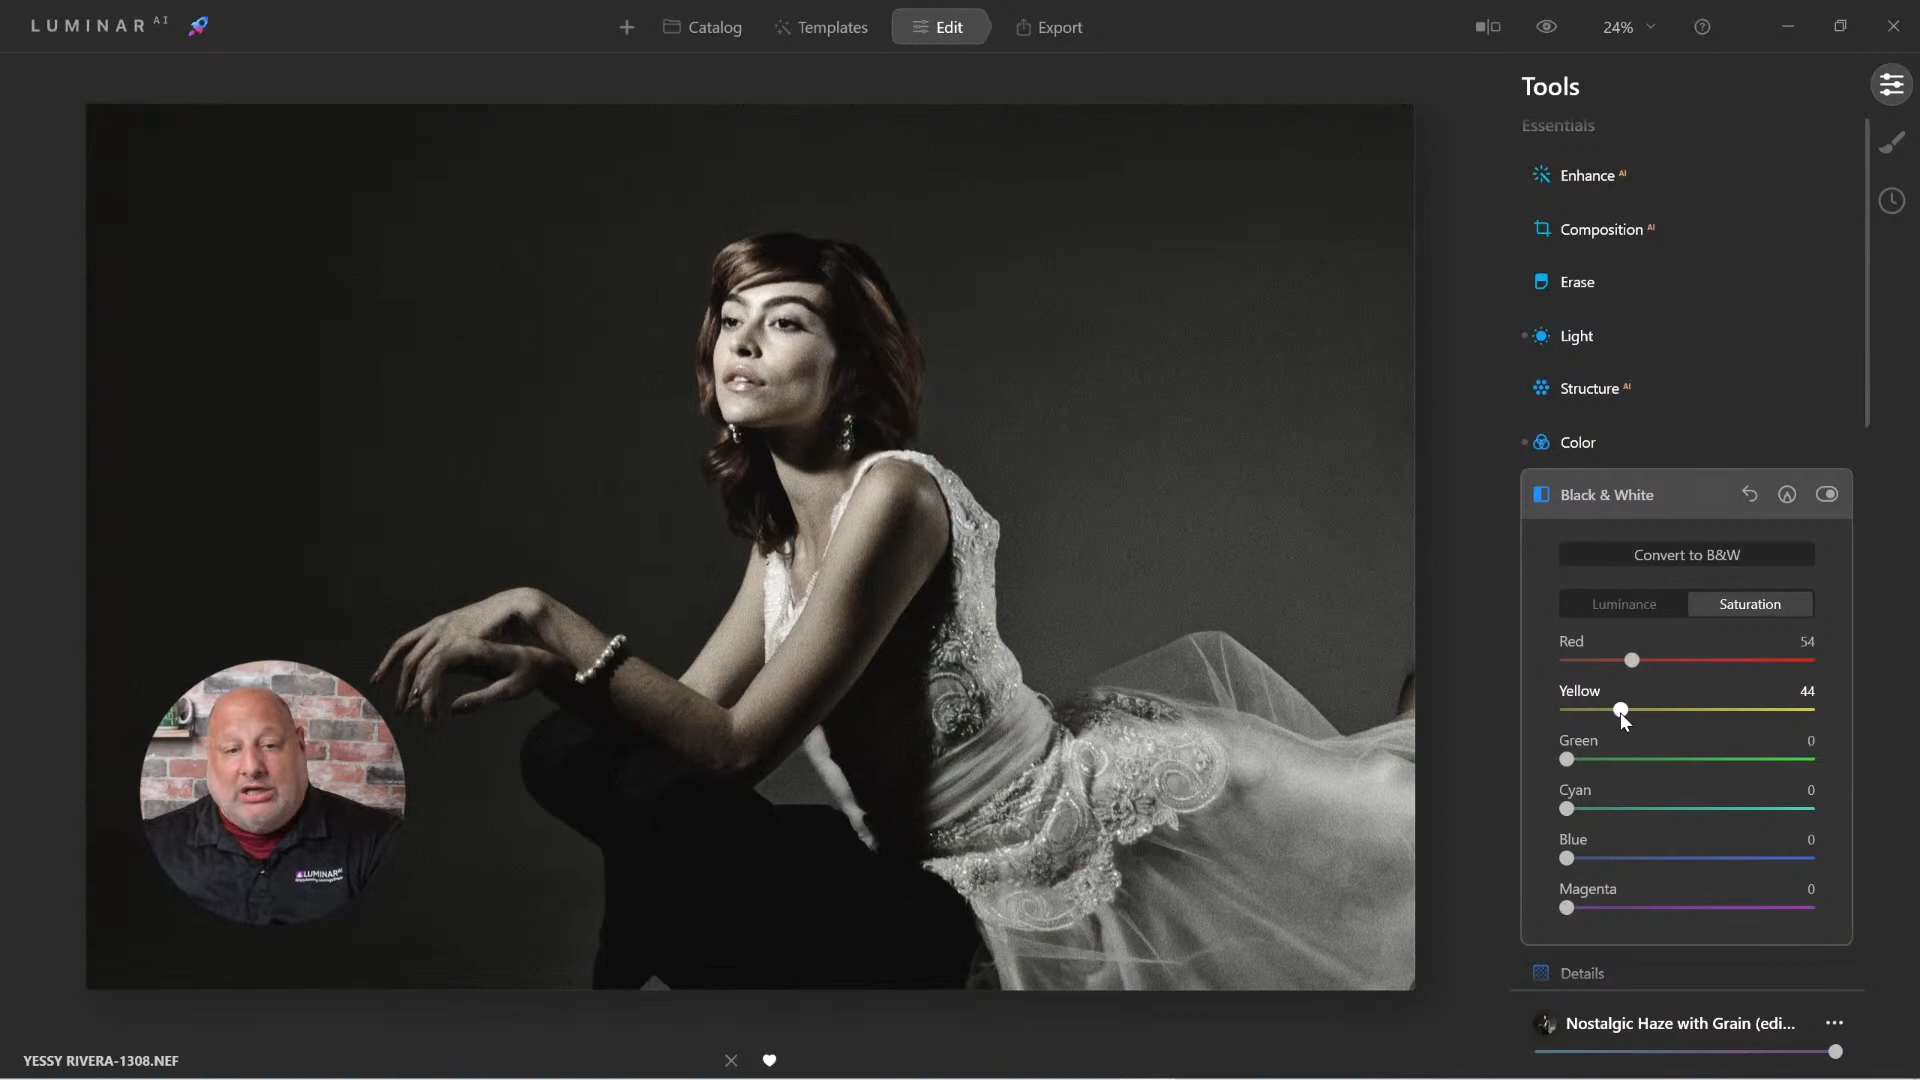 LUMINAR AI
Catalog
Templates
Edit
Export
24%
Tools
Essentials
Enhance AI
Composition AI
Erase
Light
Structure AI
Color
Black & White
Convert to B&W
Luminance
Saturation
Red 54
Yellow 44
Green 0
Cyan 0
Blue 0
Magenta 0
Details
Nostalgic Haze with Grain (edi...
LUMINAR AI
YESSY RIVERA-1308.NEF